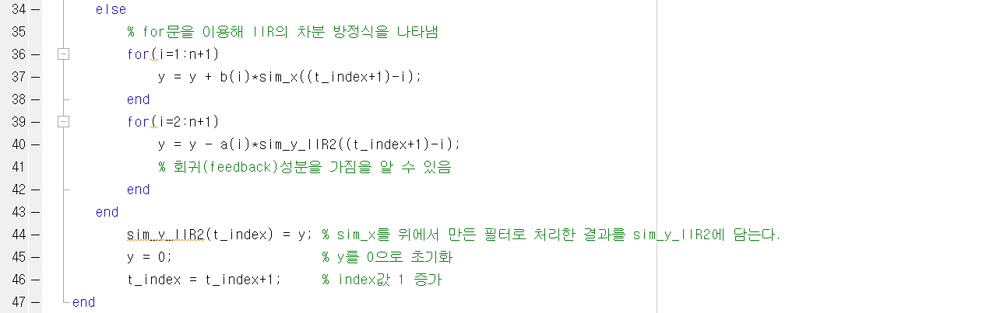 34 — else
35 % for문을 이용해 IIR의 차분 방정식을 나타냄
36 — for(i=1:n+1)
37 — y = y + b(i)*sim_x((t_index+1)-i);
38 — end
39 — for(i=2:n+1)
40 — y = y - a(i)*sim_y_IIR2((t_index+1)-i);
41 % 회귀(feedback)성분을 가짐을 알 수 있음
42 — end
43 — end
44 — sim_y_IIR2(t_index) = y; % sim_x를 위에서 만든 필터로 처리한 결과를 sim_y_IIR2에 담는다.
45 — y = 0; % y를 0으로 초기화
46 — t_index = t_index+1; % index값 1 증가
47 — end